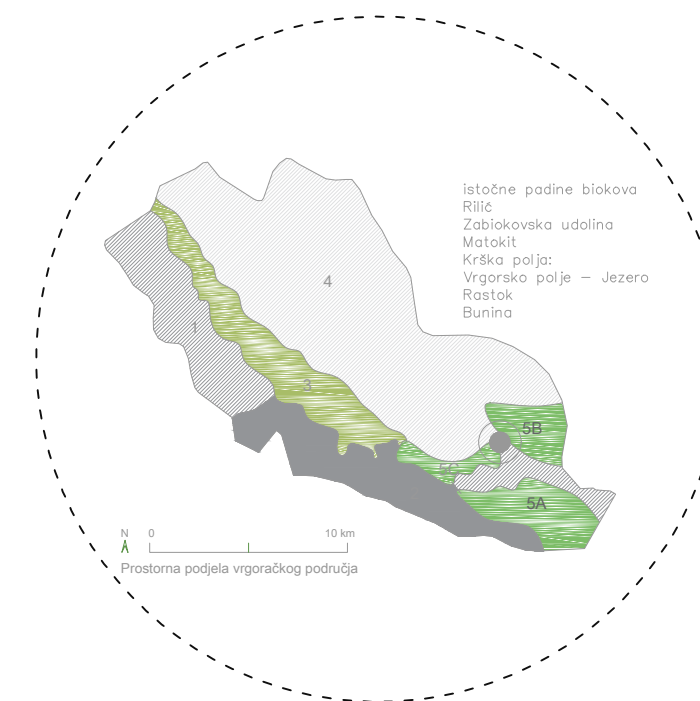 istočne padine biokova
Rilić
Zabiokovska udolina
Matokit
Krška polja:
Vrgorsko polje – Jezero
Rastok
Bunina
4
1
3
5B
5C
5A
N 0 10 km
Prostorna podjela vrgoračkog područja